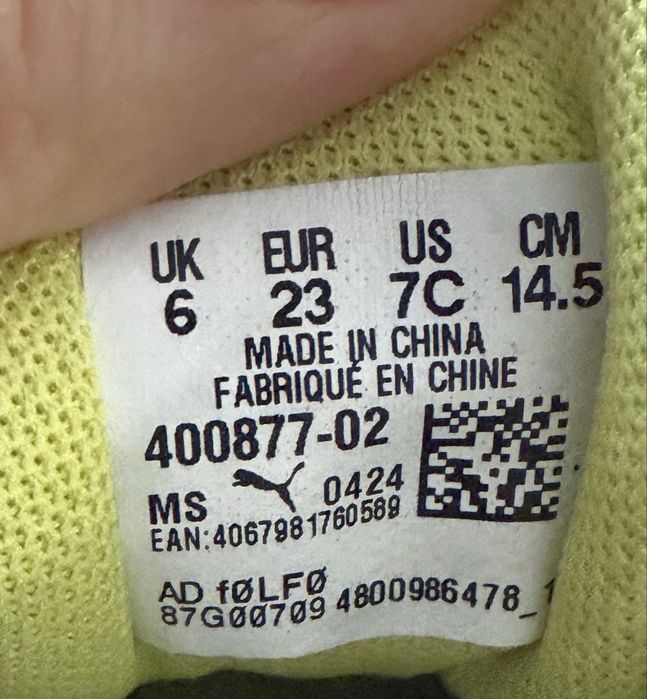 UK EUR US CM
6 23 7C 14.5
MADE IN CHINA
FABRIQUÉ EN CHINE
400877-02
MS 0424
EAN:4067981760589
AD fØLFØ
87G00709 4800986478_1